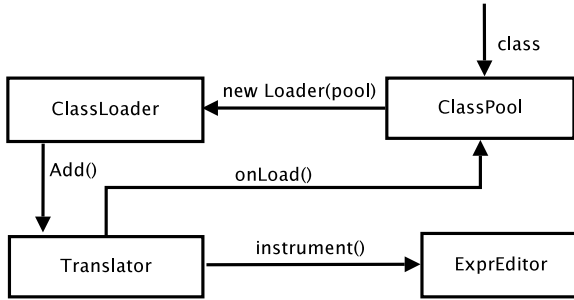 class
new Loader(pool)
ClassLoader
ClassPool
Add()
onLoad()
instrument()
Translator
ExprEditor